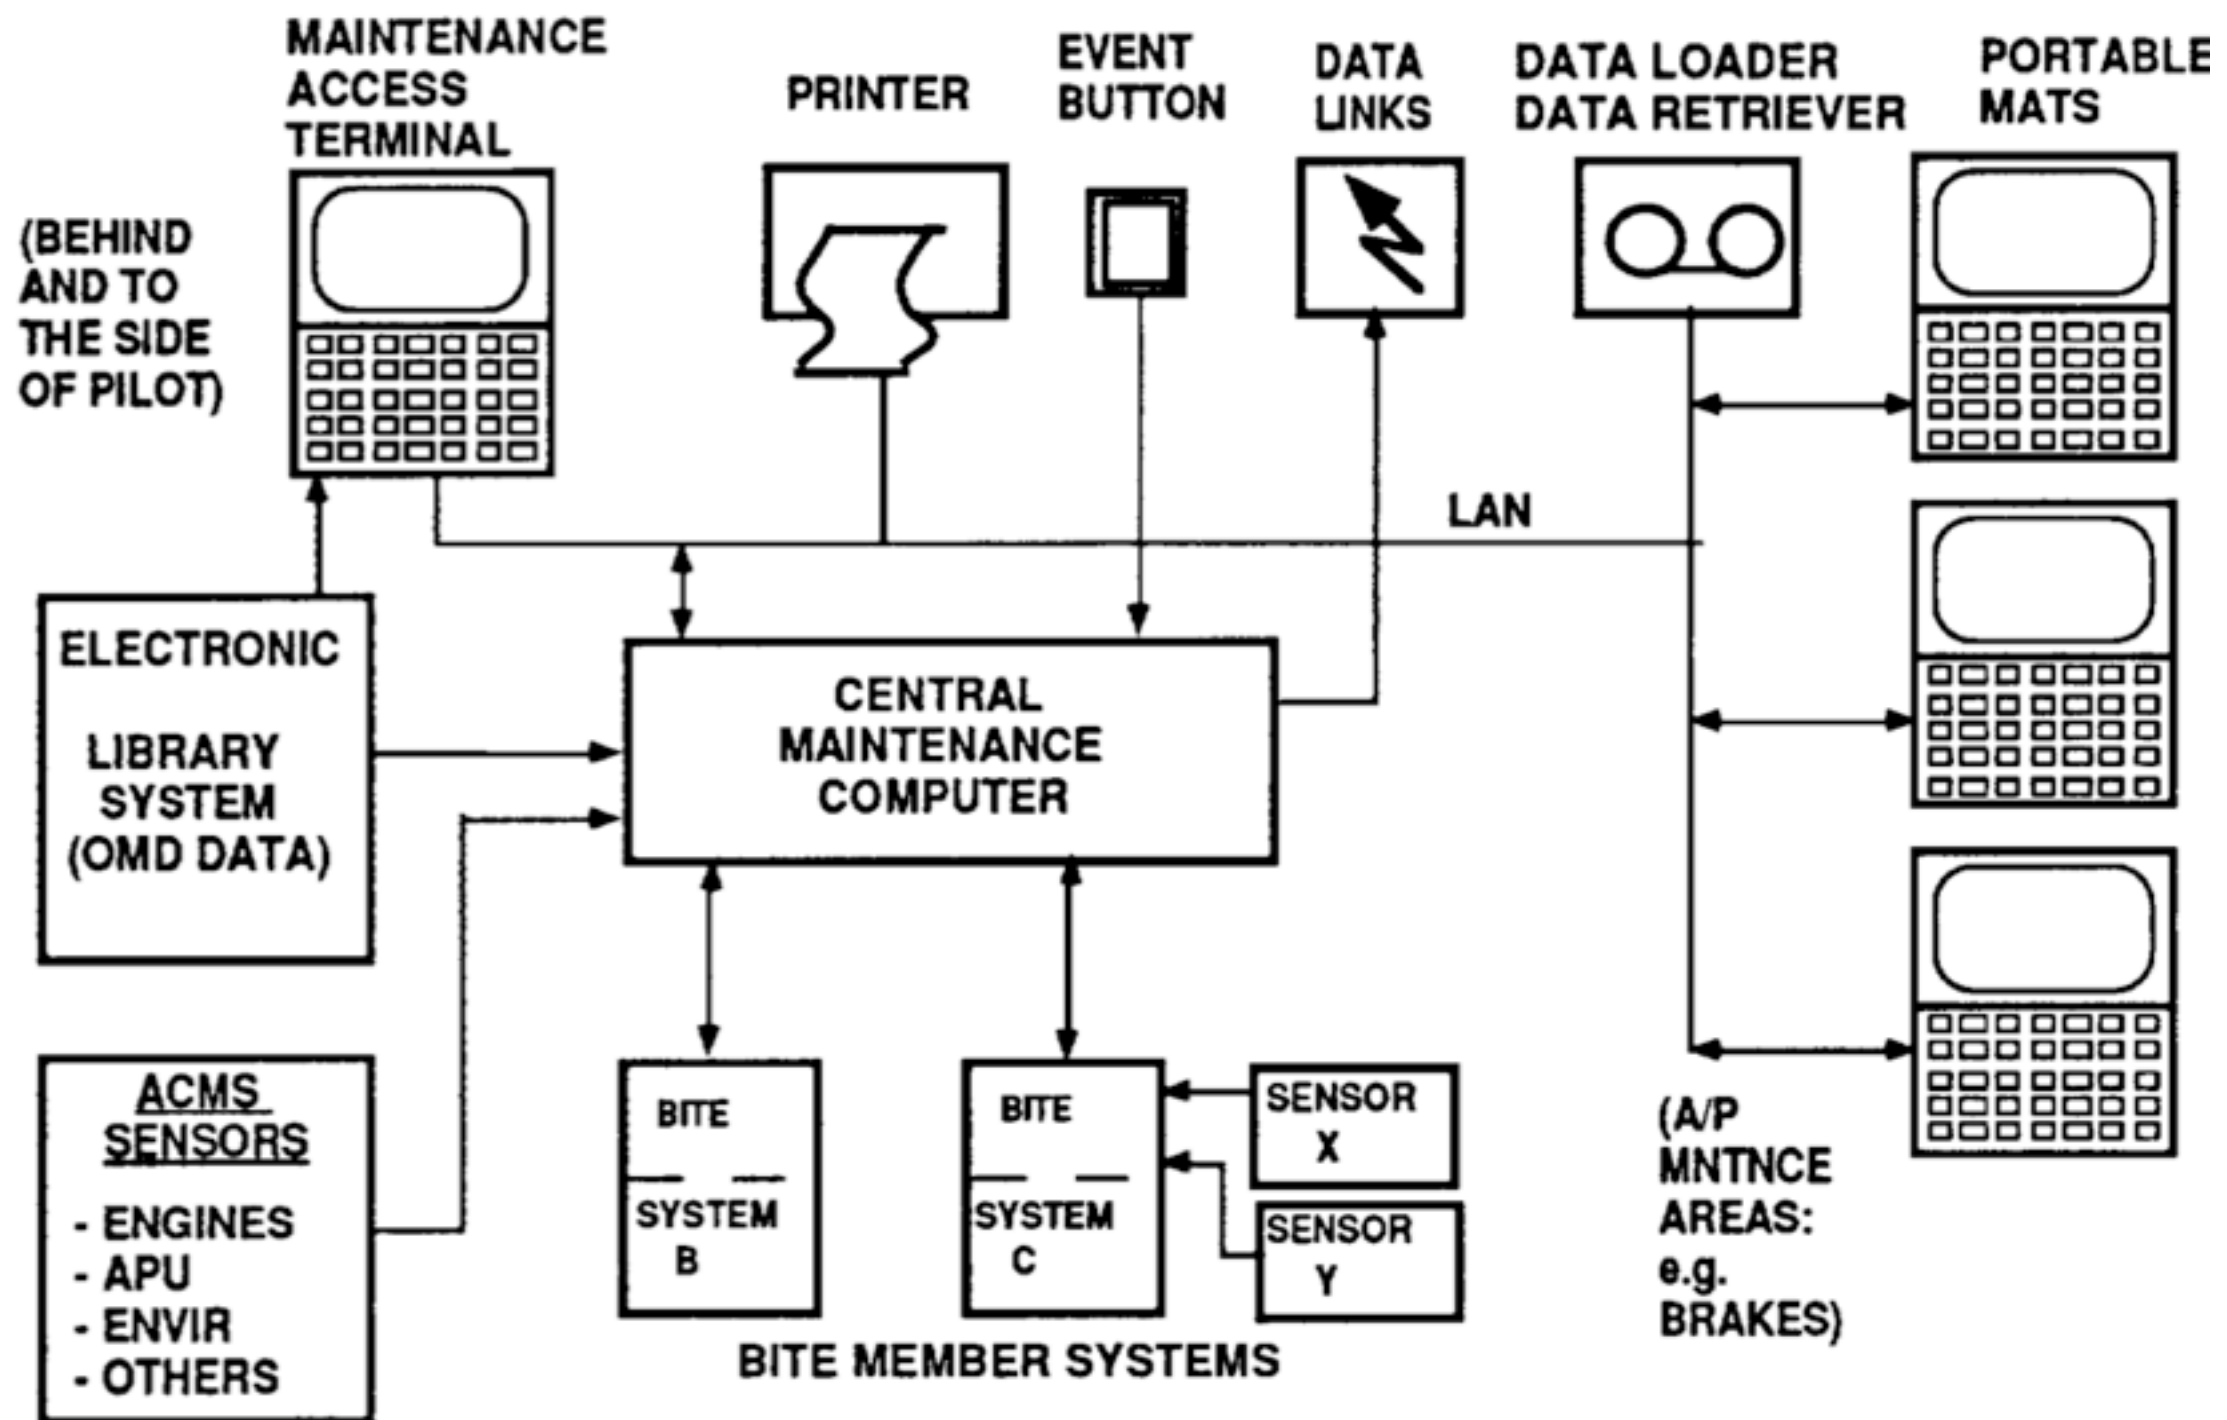 MAINTENANCE
ACCESS
TERMINAL
PRINTER
EVENT
BUTTON
DATA
LINKS
DATA LOADER
DATA RETRIEVER
PORTABLE
MATS
(BEHIND
AND TO
THE SIDE
OF PILOT)
LAN
ELECTRONIC
LIBRARY
SYSTEM
(OMD DATA)
CENTRAL
MAINTENANCE
COMPUTER
ACMS
SENSORS
- ENGINES
- APU
- ENVIR
- OTHERS
BITE
SYSTEM
B
BITE
SYSTEM
C
SENSOR
X
SENSOR
Y
BITE MEMBER SYSTEMS
(A/P
MNTNCE
AREAS:
e.g.
BRAKES)